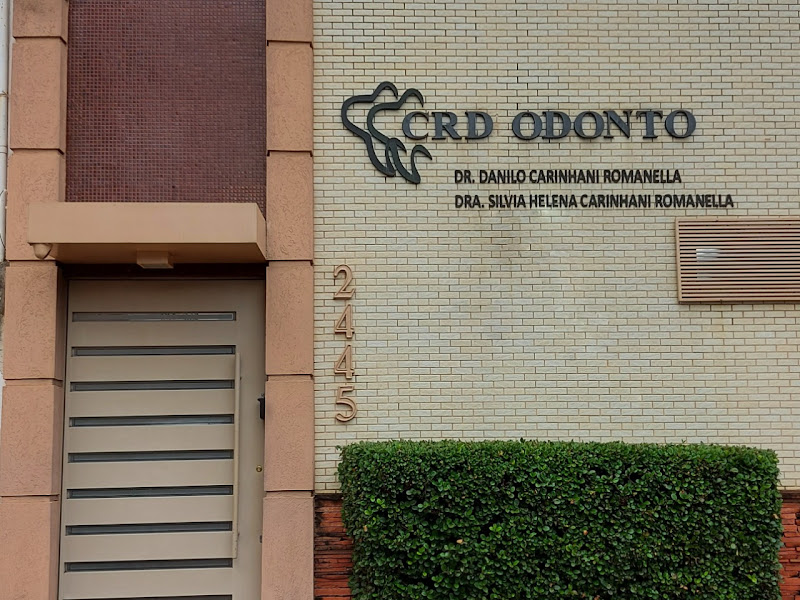 CRD ODONTO
DR. DANILO CARINHANI ROMANELLA
DRA. SILVIA HELENA CARINHANI ROMANELLA
2445